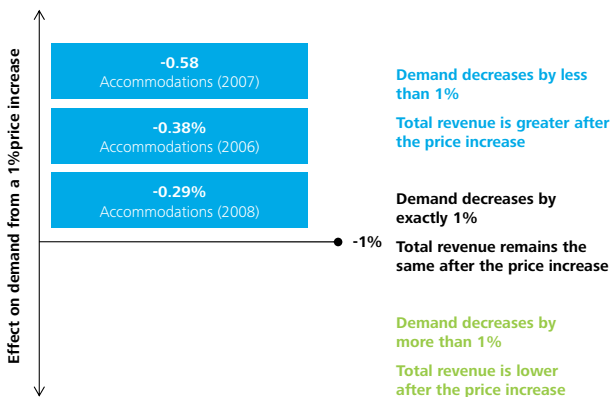 Effect on demand from a 1%price increase
-0.58
Accommodations (2007)
-0.38%
Accommodations (2006)
-0.29%
Accommodations (2008)
-1%
Demand decreases by less
than 1%
Total revenue is greater after
the price increase
Demand decreases by
exactly 1%
Total revenue remains the
same after the price increase
Demand decreases by
more than 1%
Total revenue is lower
after the price increase